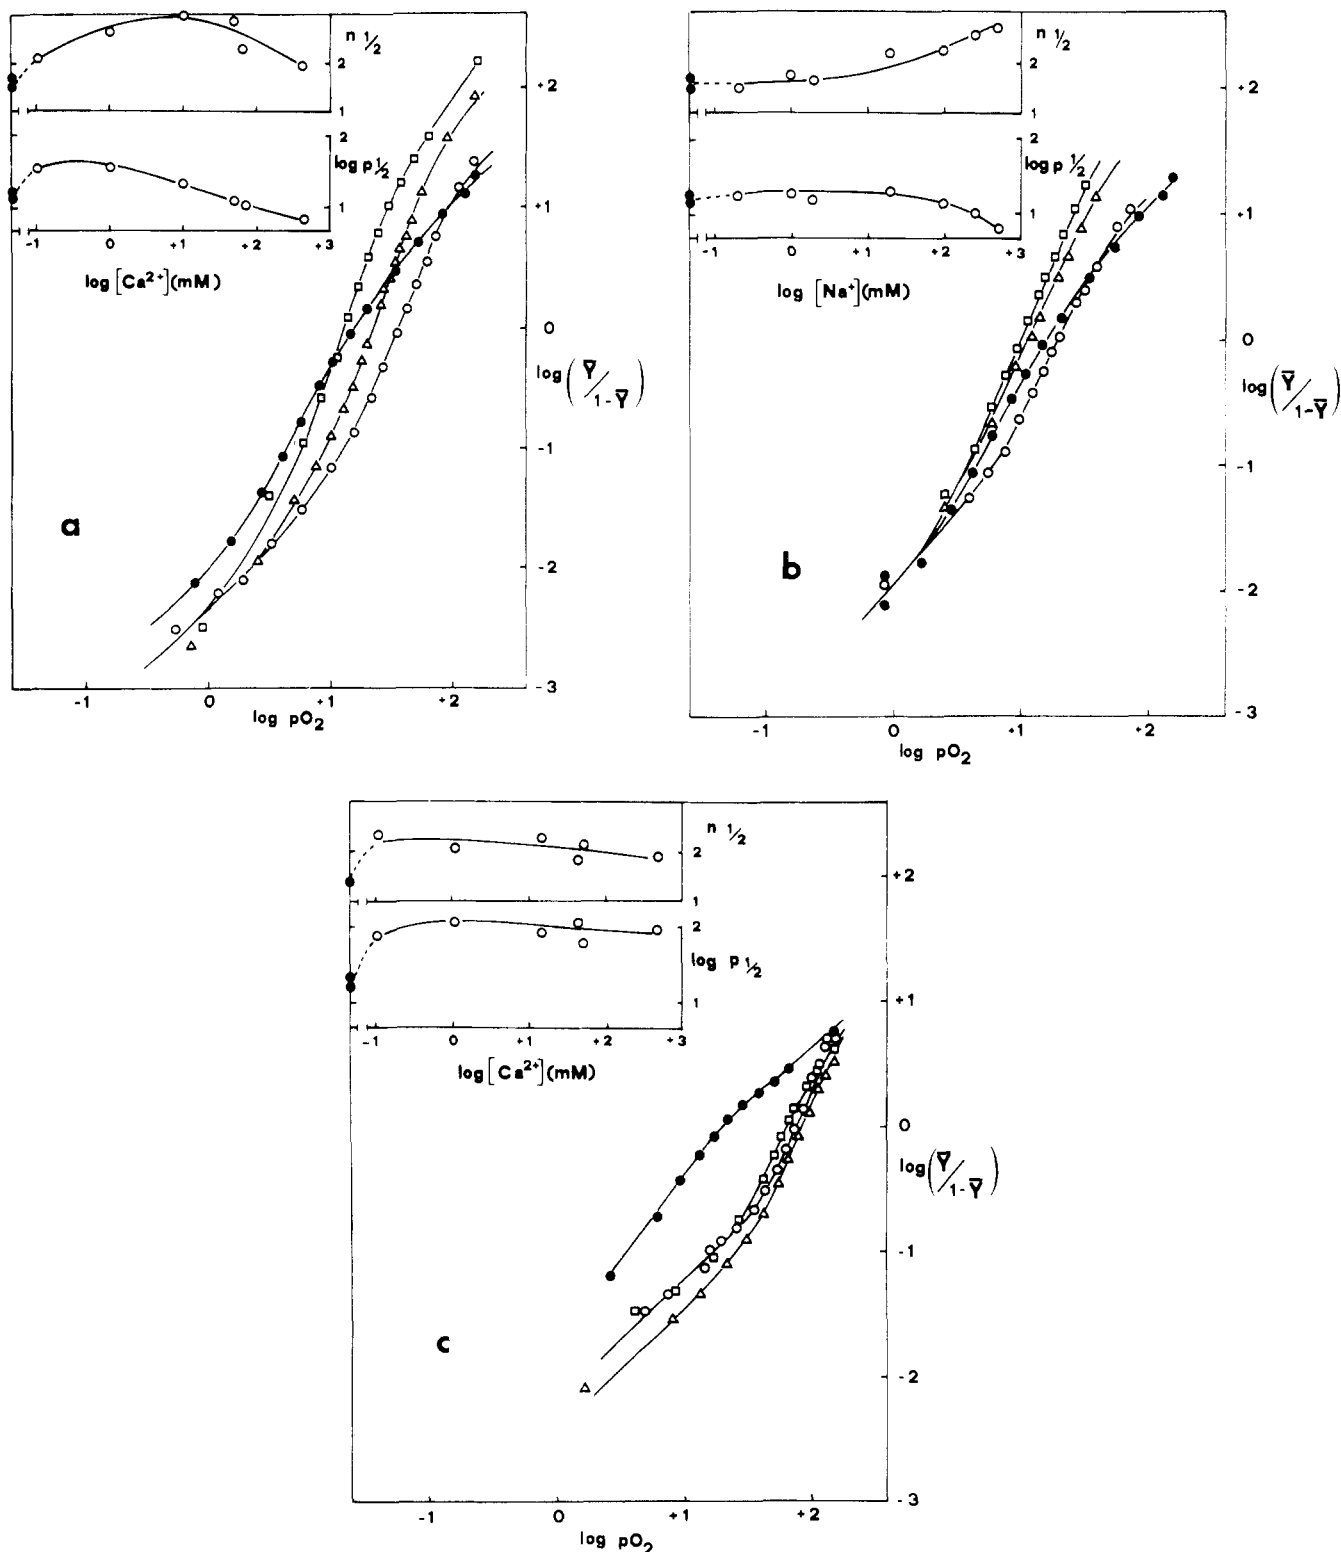 n 1/2
2
1
2
log p 1/2
1
-1 0 +1 +2 +3
log [Ca2+](mM)
+2
+1
0
log (Ȳ/1-Ȳ)
-1
-2
-3
a
-1 0 +1 +2
log pO2
n 1/2
2
1
2
log p 1/2
1
-1 0 +1 +2 +3
log [Na+](mM)
+2
+1
0
log (Ȳ/1-Ȳ)
-1
-2
-3
b
-1 0 +1 +2
log pO2
n 1/2
2
1
2
log p 1/2
1
-1 0 +1 +2 +3
log [Ca2+](mM)
+2
+1
0
log (Ȳ/1-Ȳ)
-1
-2
-3
c
-1 0 +1 +2
log pO2